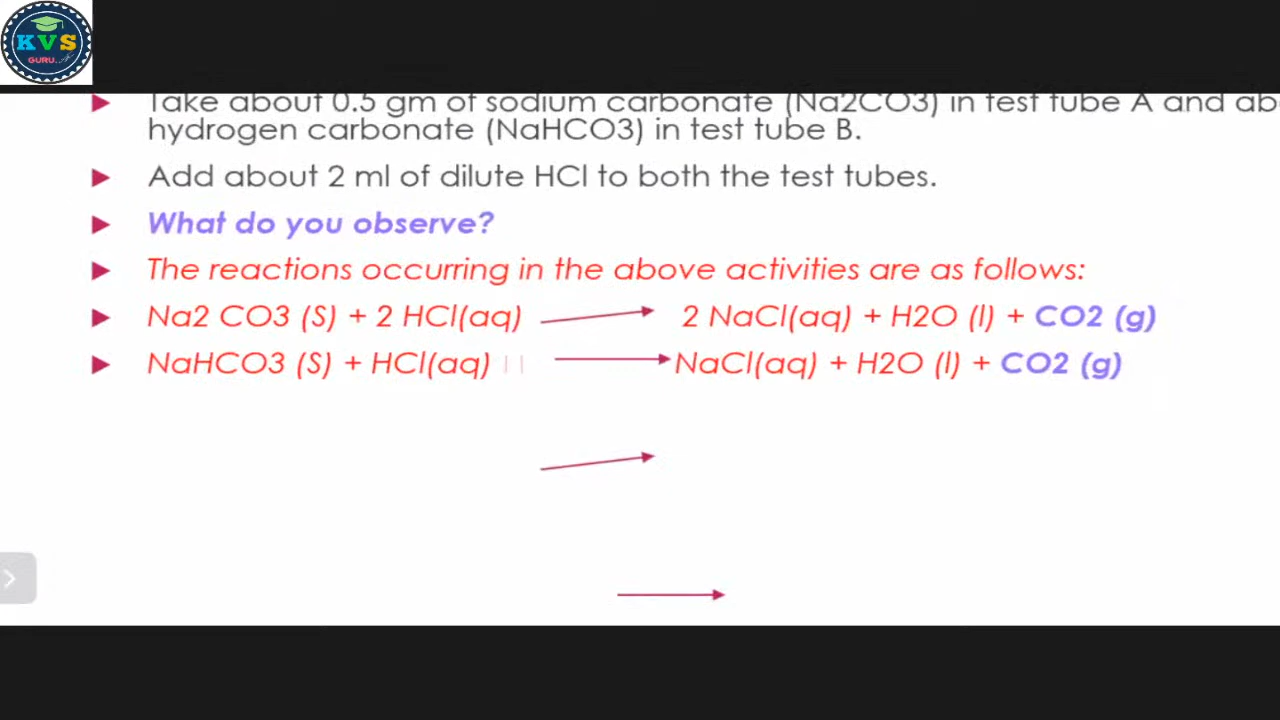 KVS
GURU
Take about 0.5 gm of sodium carbonate (Na2CO3) in test tube A and ab
hydrogen carbonate (NaHCO3) in test tube B.
Add about 2 ml of dilute HCl to both the test tubes.
What do you observe?
The reactions occurring in the above activities are as follows:
Na2 CO3 (S) + 2 HCl(aq) 2 NaCl(aq) + H2O (l) + CO2 (g)
NaHCO3 (S) + HCl(aq) NaCl(aq) + H2O (l) + CO2 (g)